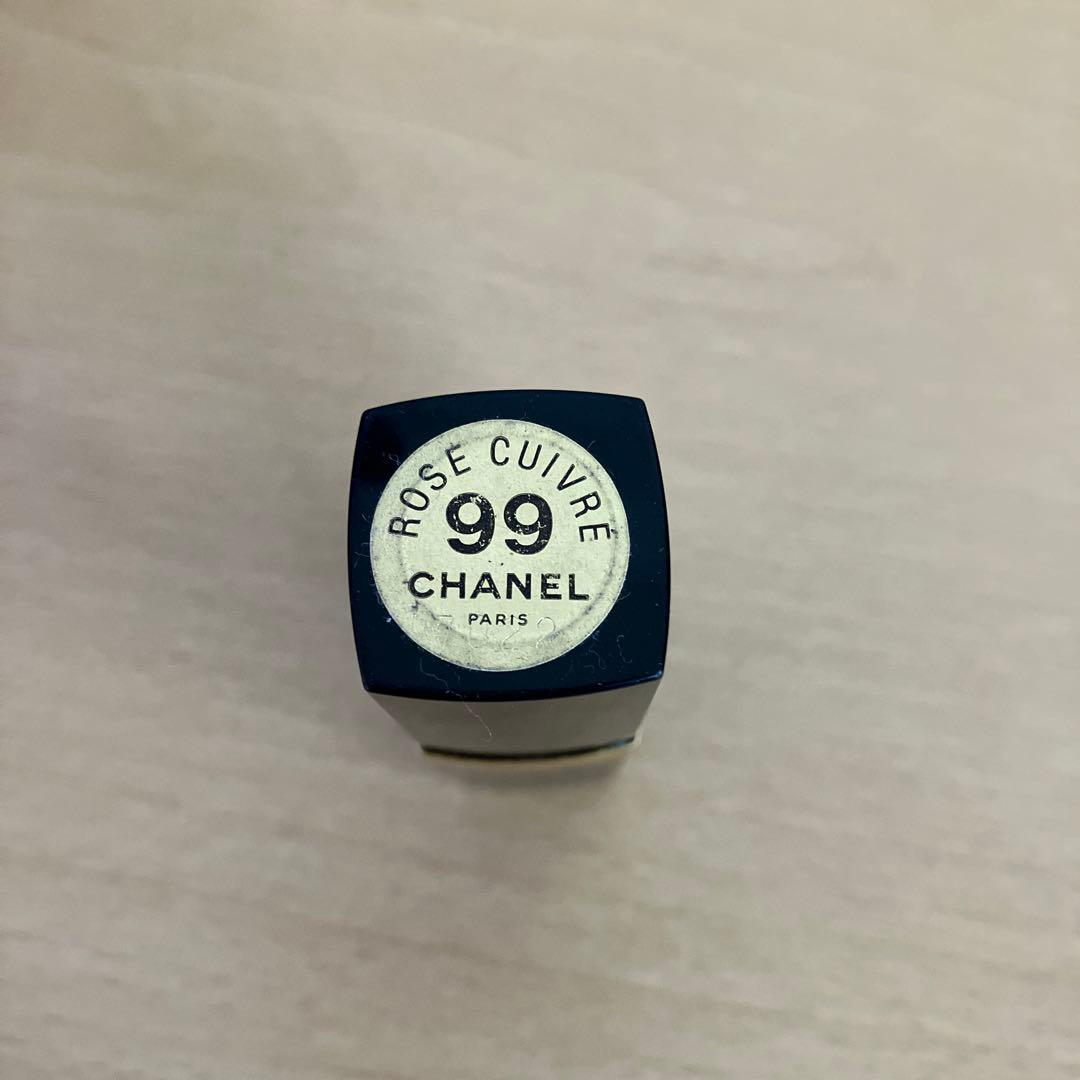 ROSE CUIVRE
99
CHANEL
PARIS